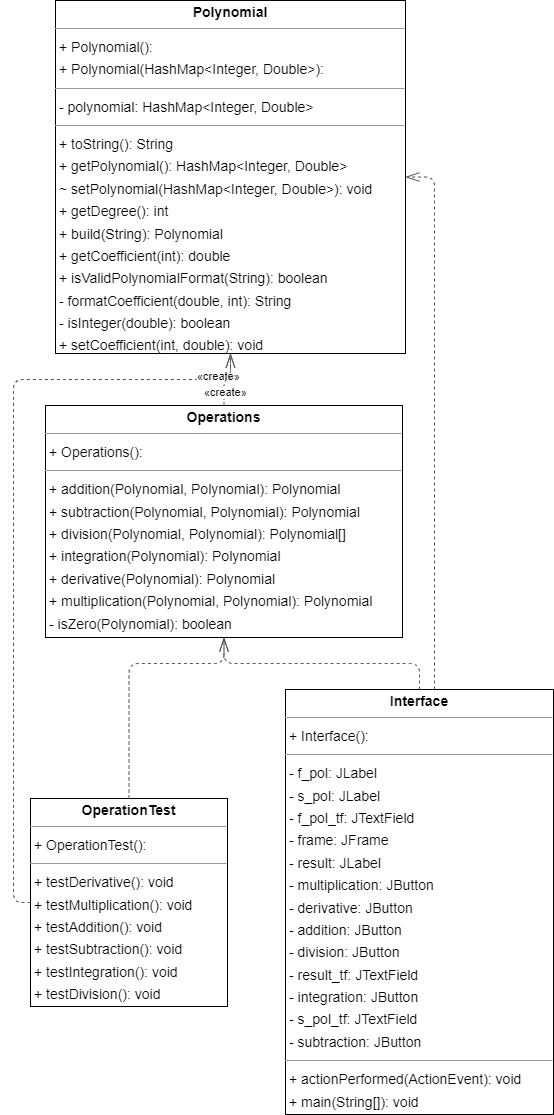 Polynomial
+ Polynomial():
+ Polynomial(HashMap<Integer, Double>):
- polynomial: HashMap<Integer, Double>
+ toString(): String
+ getPolynomial(): HashMap<Integer, Double>
~ setPolynomial(HashMap<Integer, Double>): void
+ getDegree(): int
+ build(String): Polynomial
+ getCoefficient(int): double
+ isValidPolynomialFormat(String): boolean
- formatCoefficient(double, int): String
- isInteger(double): boolean
+ setCoefficient(int, double): void
«create»
«create»
Operations
+ Operations():
+ addition(Polynomial, Polynomial): Polynomial
+ subtraction(Polynomial, Polynomial): Polynomial
+ division(Polynomial, Polynomial): Polynomial[]
+ integration(Polynomial): Polynomial
+ derivative(Polynomial): Polynomial
+ multiplication(Polynomial, Polynomial): Polynomial
- isZero(Polynomial): boolean
OperationTest
+ OperationTest():
+ testDerivative(): void
+ testMultiplication(): void
+ testAddition(): void
+ testSubtraction(): void
+ testIntegration(): void
+ testDivision(): void
Interface
+ Interface():
- f_pol: JLabel
- s_pol: JLabel
- f_pol_tf: JTextField
- frame: JFrame
- result: JLabel
- multiplication: JButton
- derivative: JButton
- addition: JButton
- division: JButton
- result_tf: JTextField
- integration: JButton
- s_pol_tf: JTextField
- subtraction: JButton
+ actionPerformed(ActionEvent): void
+ main(String[]): void